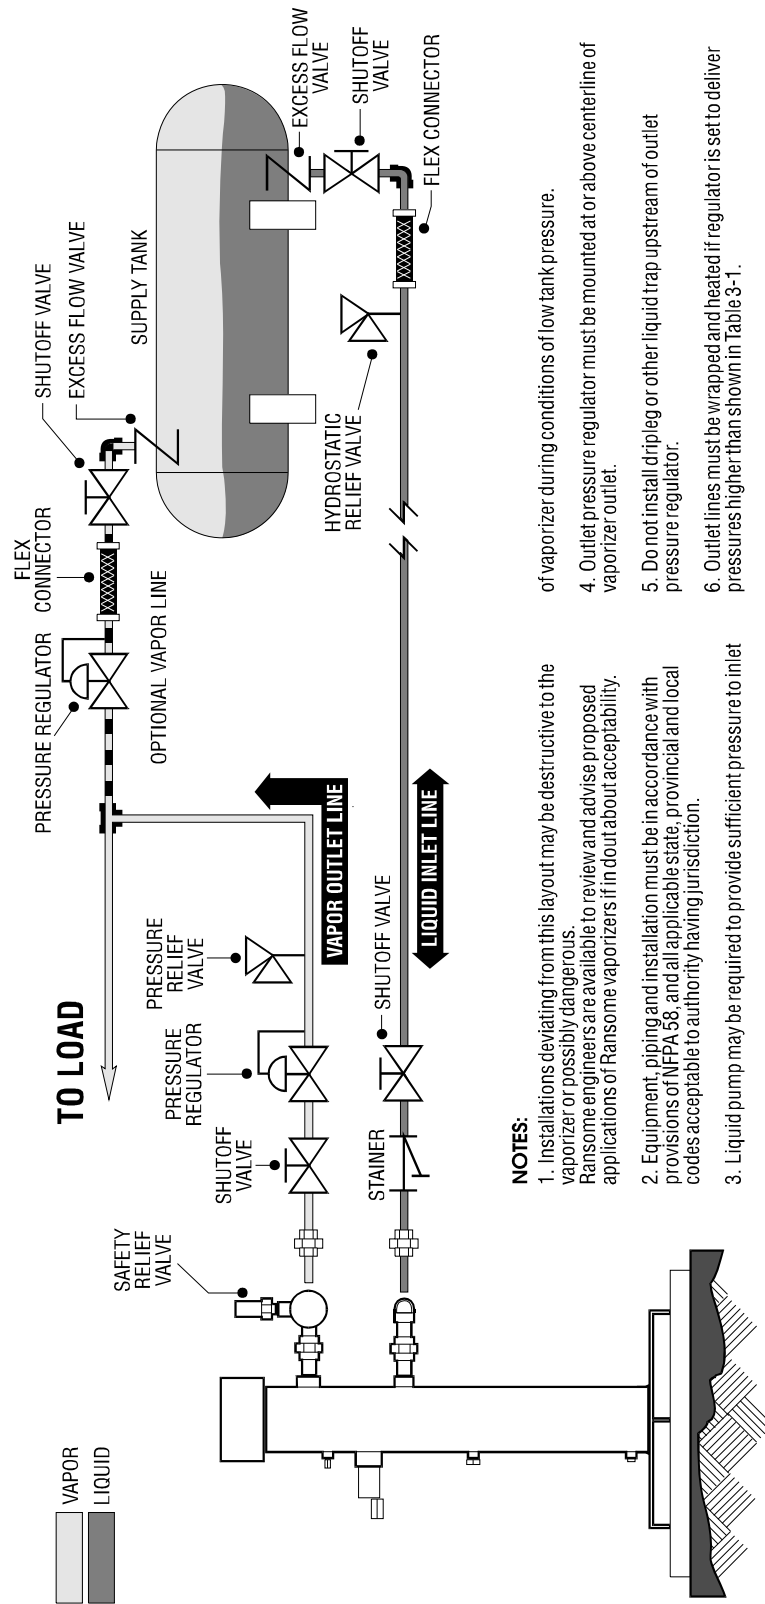 VAPOR
LIQUID
SAFETY
RELIEF
VALVE
TO LOAD
SHUTOFF
VALVE
PRESSURE
REGULATOR
PRESSURE
RELIEF
VALVE
VAPOR OUTLET LINE
PRESSURE REGULATOR
OPTIONAL VAPOR LINE
FLEX
CONNECTOR
SHUTOFF VALVE
EXCESS FLOW VALVE
SUPPLY TANK
EXCESS FLOW
VALVE
SHUTOFF
VALVE
FLEX CONNECTOR
HYDROSTATIC
RELIEF VALVE
STAINER
SHUTOFF VALVE
LIQUID INLET LINE
NOTES:
1. Installations deviating from this layout may be destructive to the
vaporizer or possibly dangerous.
Ransome engineers are available to review and advise proposed
applications of Ransome vaporizers if in dout about acceptability.
2. Equipment, piping and installation must be in accordance with
provisions of NFPA 58, and all applicable state, provincial and local
codes acceptable to authority having jurisdiction.
3. Liquid pump may be required to provide sufficient pressure to inlet
of vaporizer during conditions of low tank pressure.
4. Outlet pressure regulator must be mounted at or above centerline of
vaporizer outlet.
5. Do not install dripleg or other liquid trap upstream of outlet
pressure regulator.
6. Outlet lines must be wrapped and heated if regulator is set to deliver
pressures higher than shown in Table 3-1.